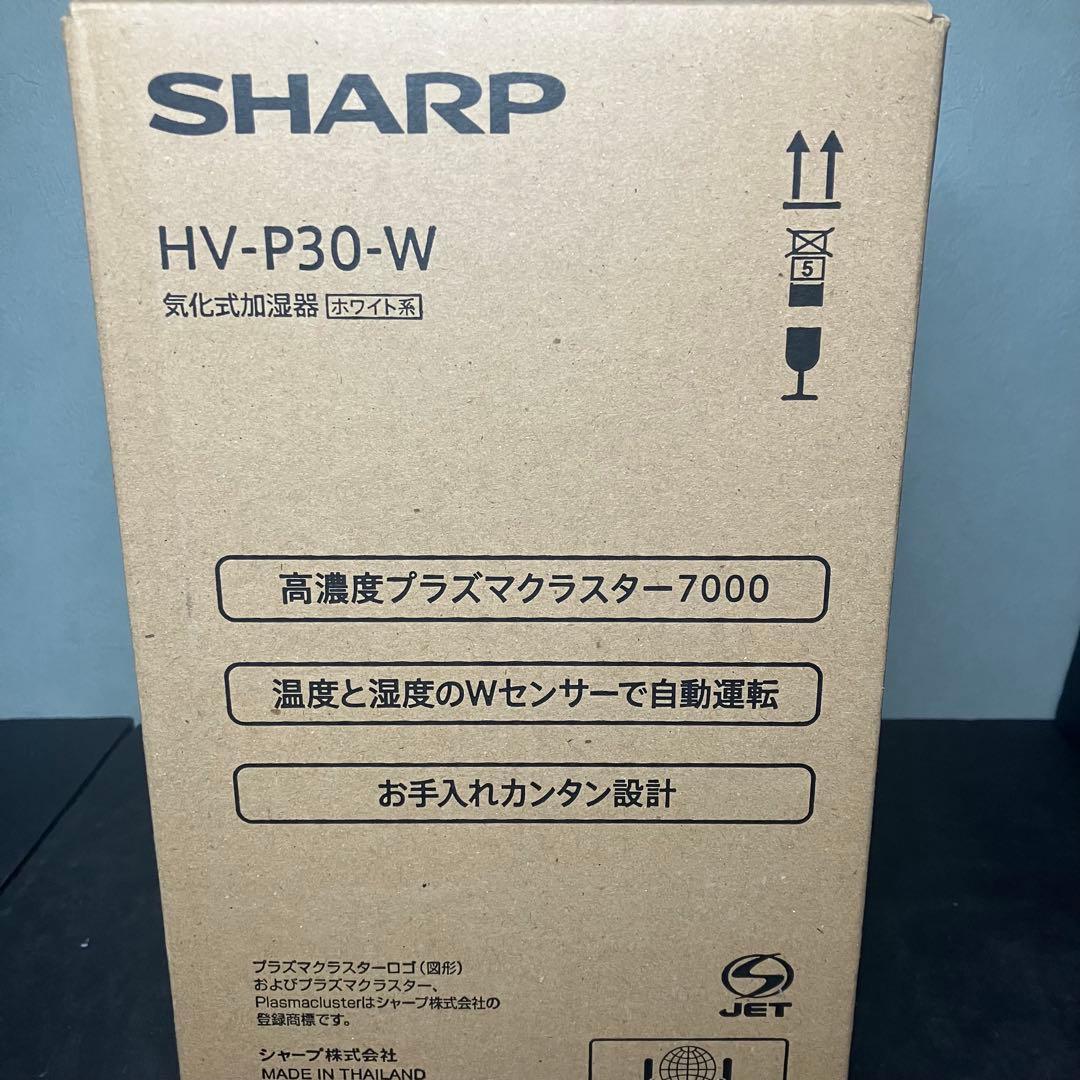 SHARP
HV-P30-W
気化式加湿器 ホワイト系
5
高濃度プラズマクラスター7000
温度と湿度のWセンサーで自動運転
お手入れカンタン設計
プラズマクラスターロゴ(図形)
およびプラズマクラスター、
Plasmaclusterはシャープ株式会社の
登録商標です。
JET
シャープ株式会社
MADE IN THAILAND